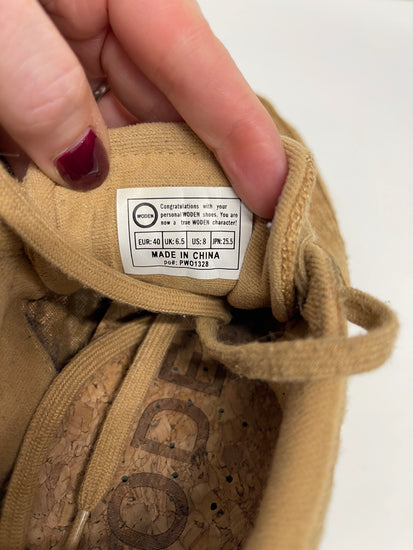 WODEN
Congratulations with your
personal WODEN shoes. You are
now a true WODEN character!
EUR: 40 UK: 6.5 US: 8 JPN: 25.5
MADE IN CHINA
po#: PWO1328
WODEN